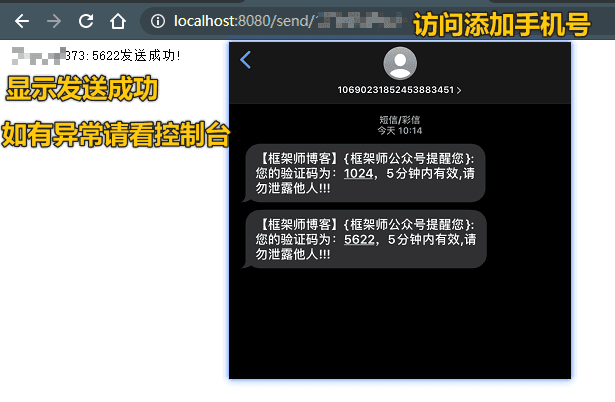 localhost:8080/send/
访问添加手机号
373:5622发送成功!
显示发送成功
如有异常请看控制台
10690231852453883451 >
短信/彩信
今天 10:14
【框架师博客】{框架师公众号提醒您}:
您的验证码为：1024，5分钟内有效,请
勿泄露他人!!!
【框架师博客】{框架师公众号提醒您}:
您的验证码为：5622，5分钟内有效,请
勿泄露他人!!!